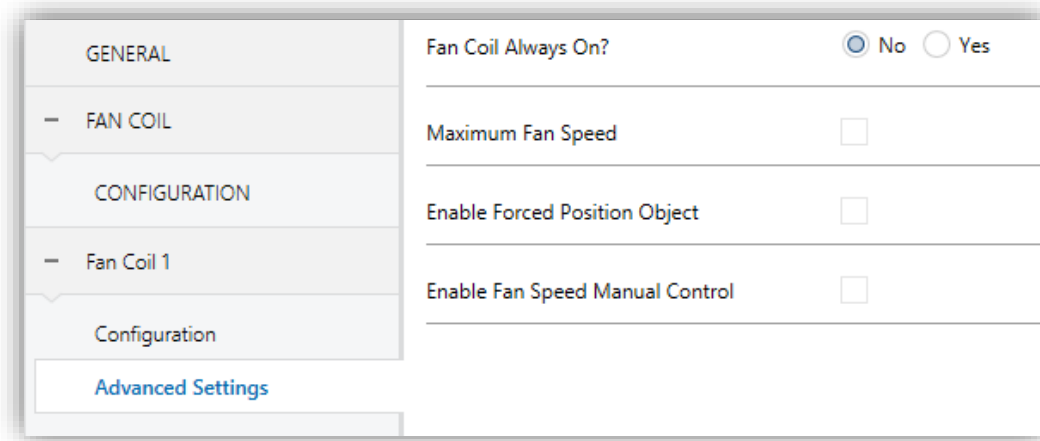 GENERAL
FAN COIL
CONFIGURATION
Fan Coil 1
Configuration
Advanced Settings
Fan Coil Always On?
No Yes
Maximum Fan Speed
Enable Forced Position Object
Enable Fan Speed Manual Control